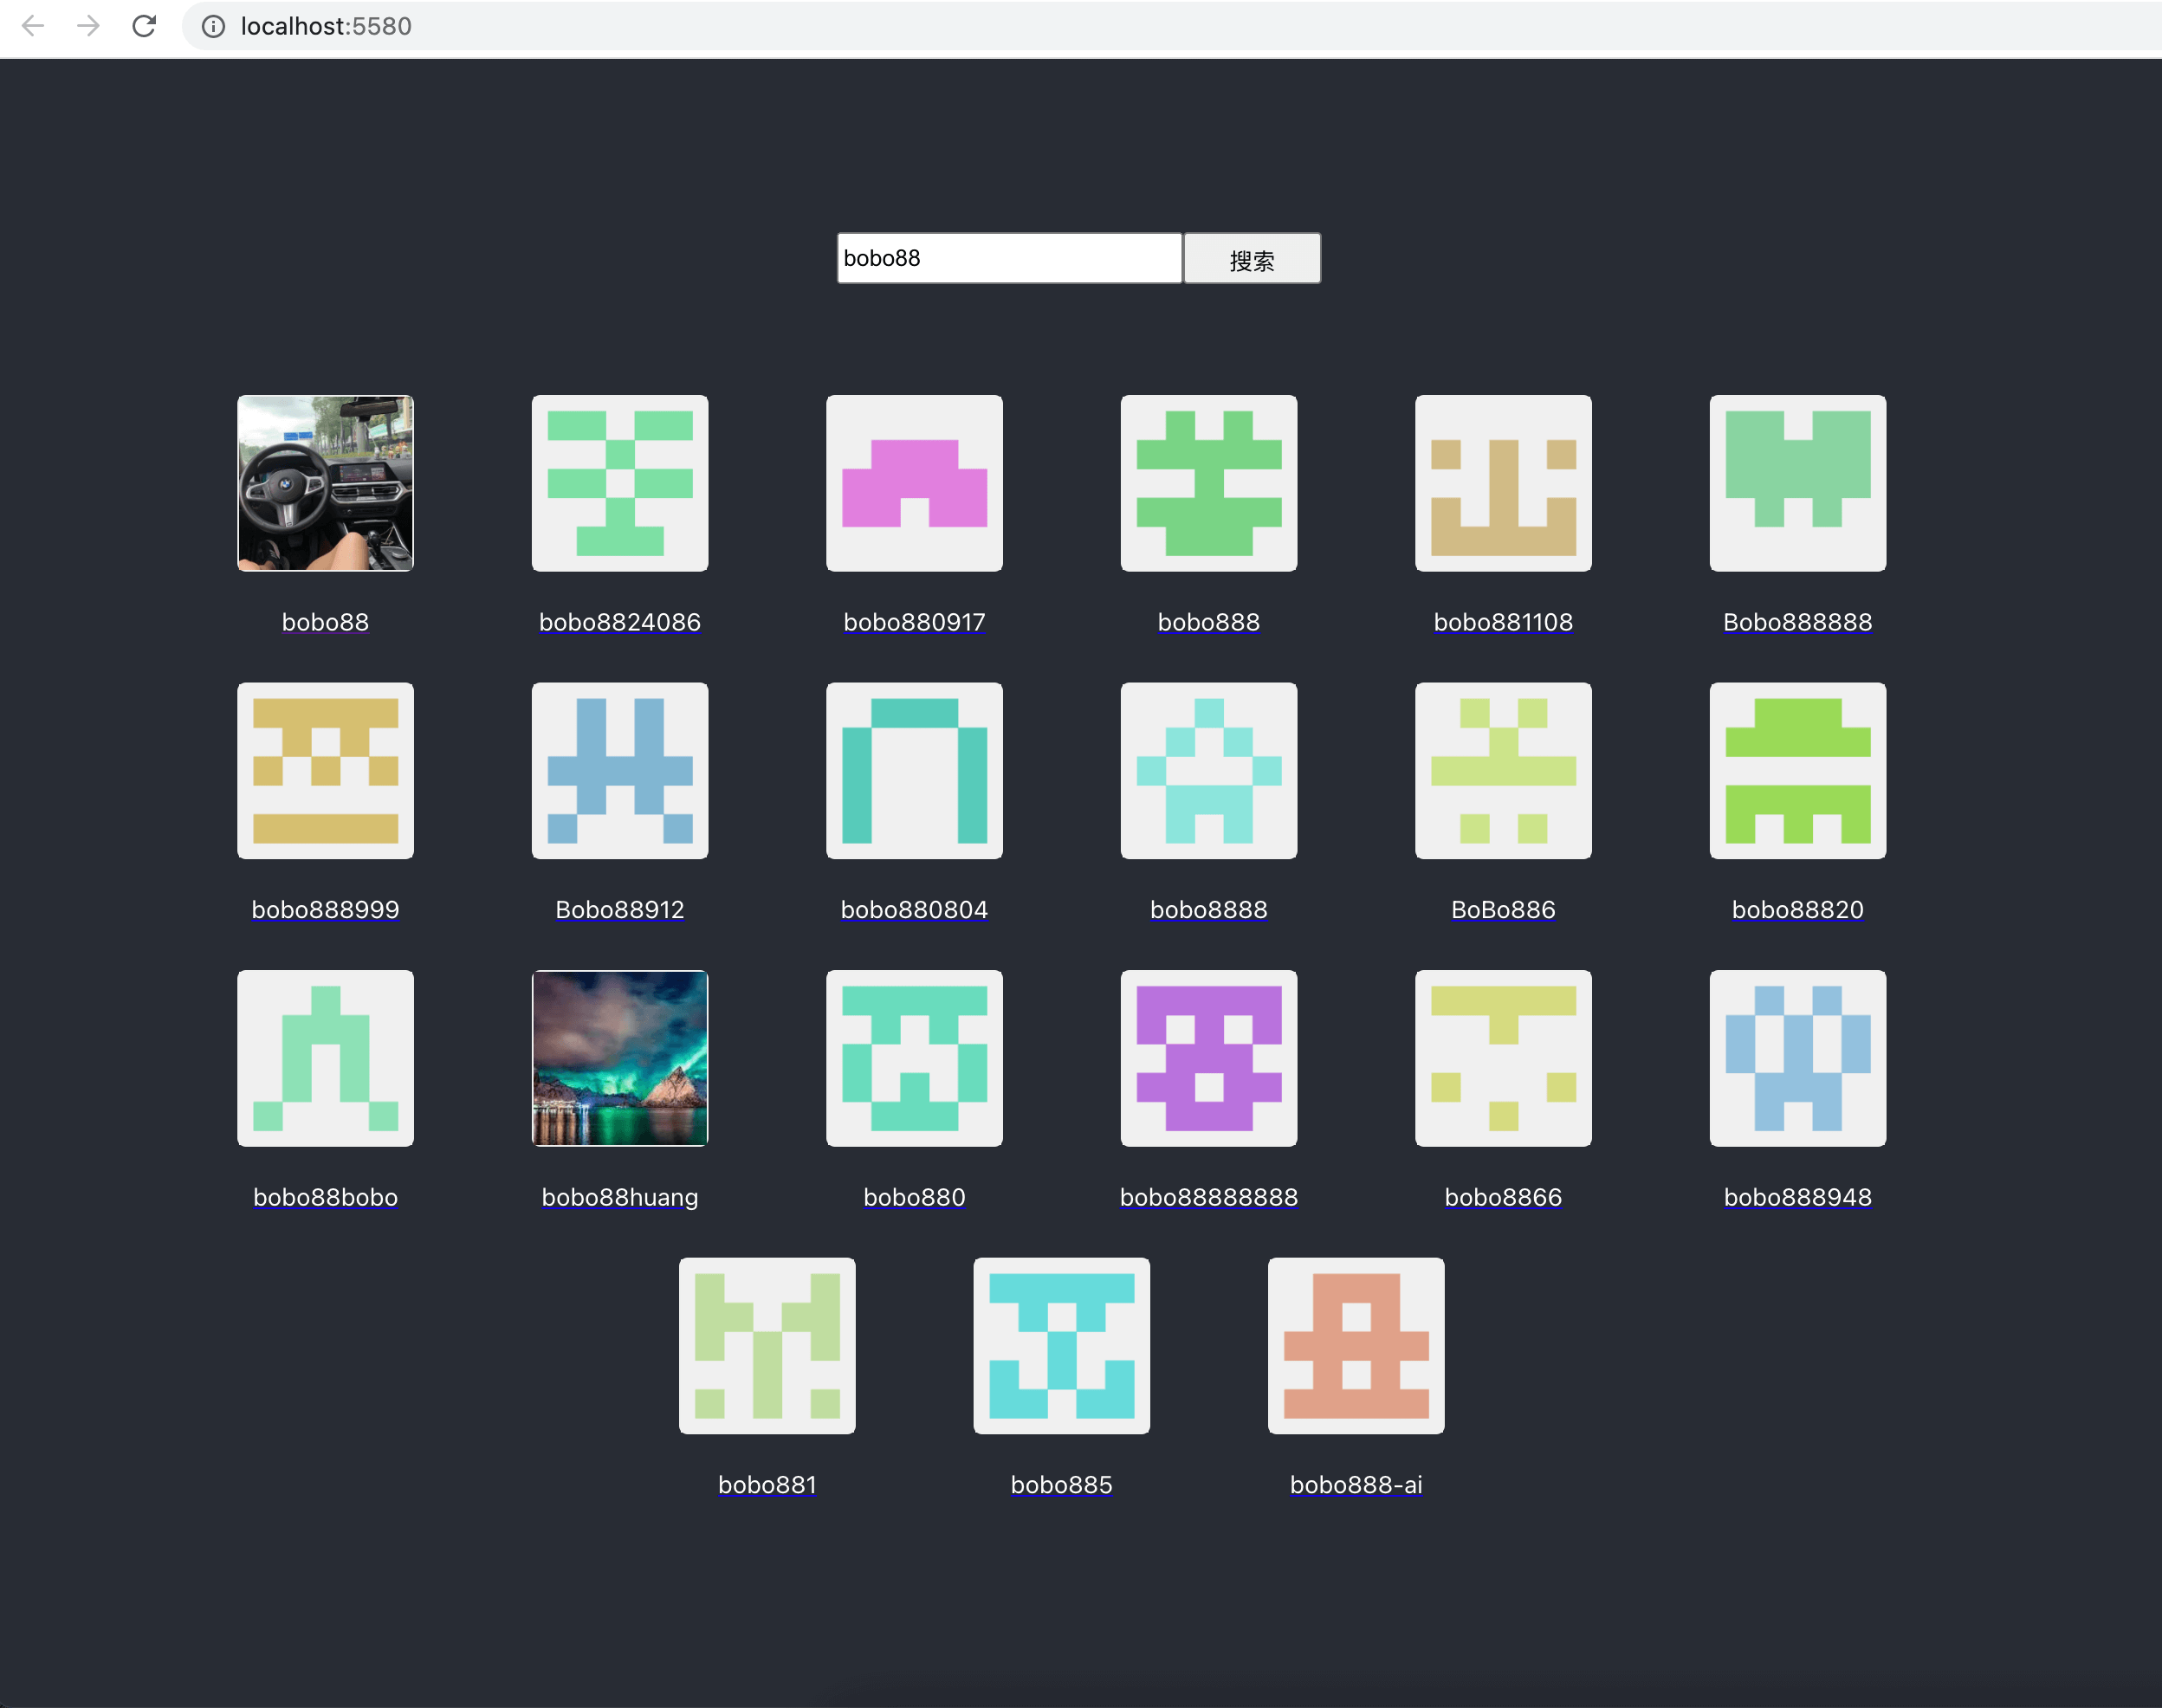 localhost:5580
bobo88 搜索
bobo88 bobo8824086 bobo880917 bobo888 bobo881108 Bobo888888
bobo888999 Bobo88912 bobo880804 bobo8888 BoBo886 bobo88820
bobo88bobo bobo88huang bobo880 bobo88888888 bobo8866 bobo888948
bobo881 bobo885 bobo888-ai